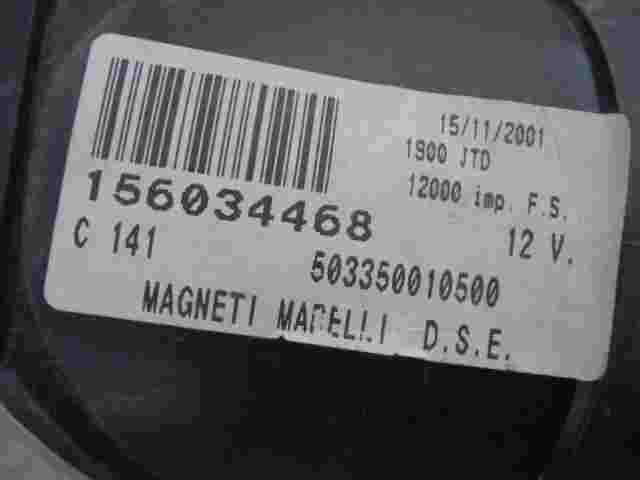 15/11/2001
1900 JTD
12000 imp. F.S.
156034468
12 V.
C 141
503350010500
MAGNETI MARELLI D.S.E.